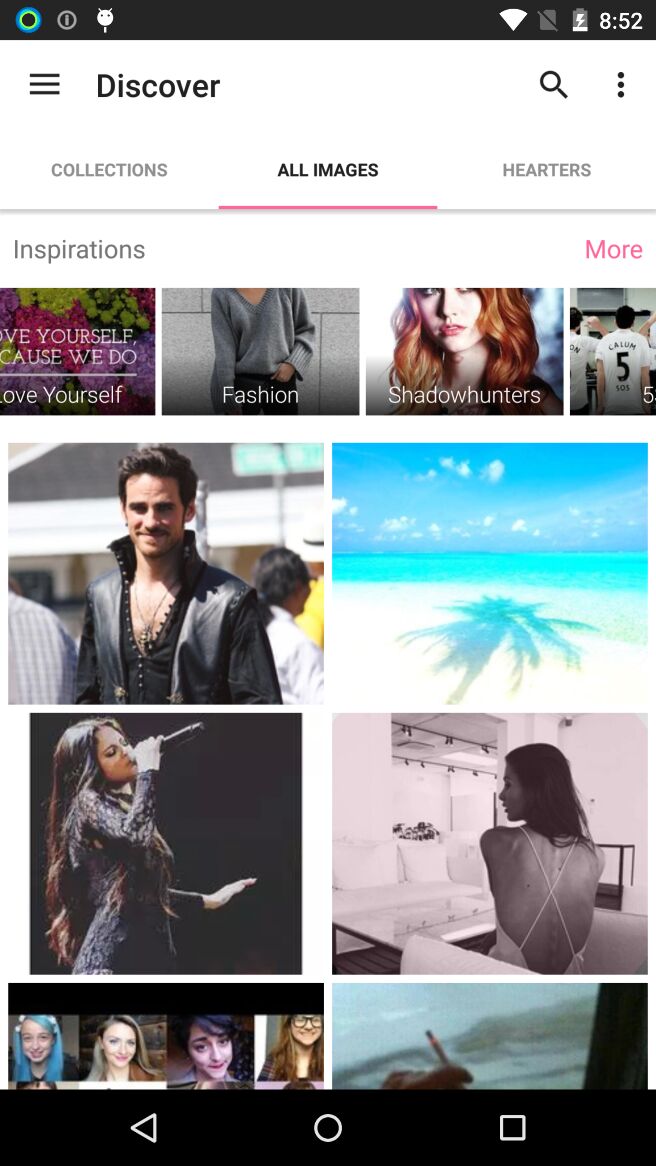 8:52
Discover
COLLECTIONS
ALL IMAGES
HEARTERS
Inspirations
More
OVE YOURSELF,
CAUSE WE DO
Love Yourself
Fashion
Shadowhunters
ON
CALUM
5
SOS
5